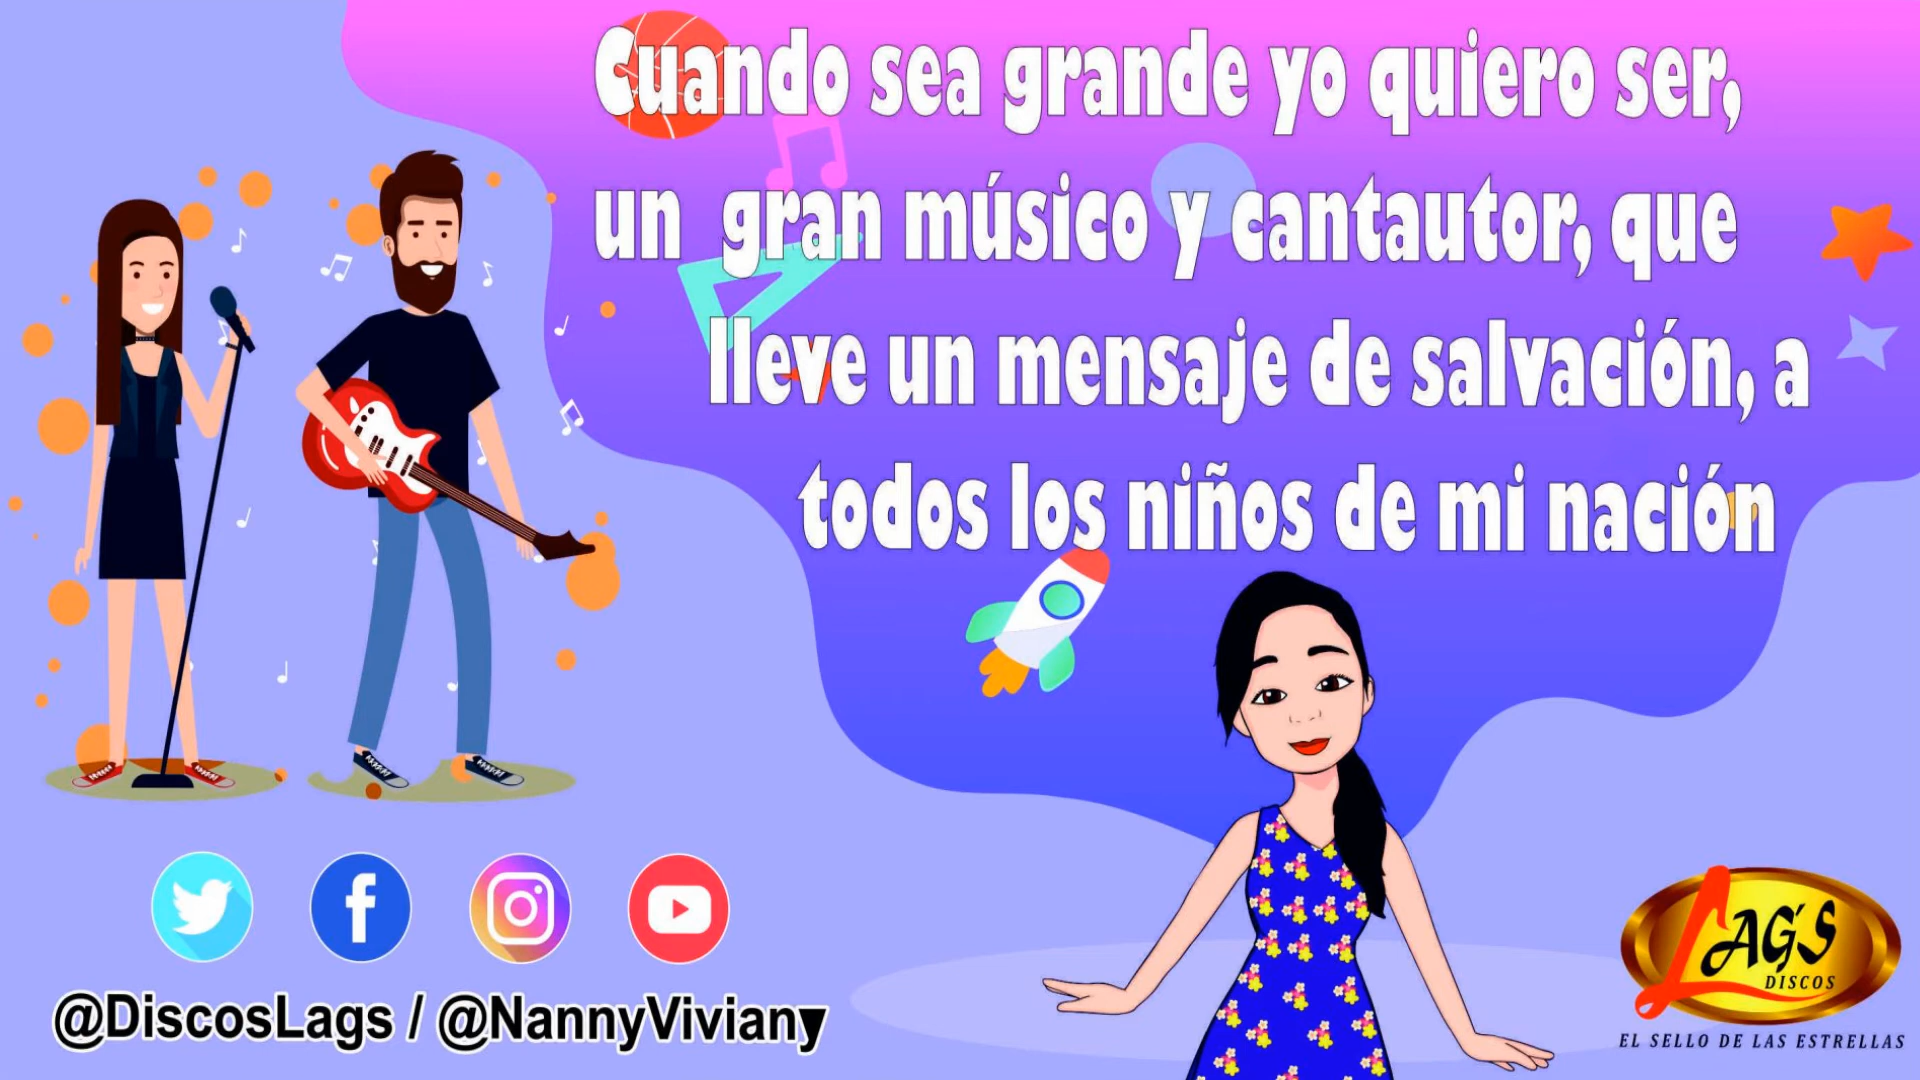 Cuando sea grande yo quiero ser,
un gran músico y cantautor, que
lleve un mensaje de salvación, a
todos los niños de mi nación
@DiscosLags / @NannyViviany
LAG'S
DISCOS
EL SELLO DE LAS ESTRELLAS